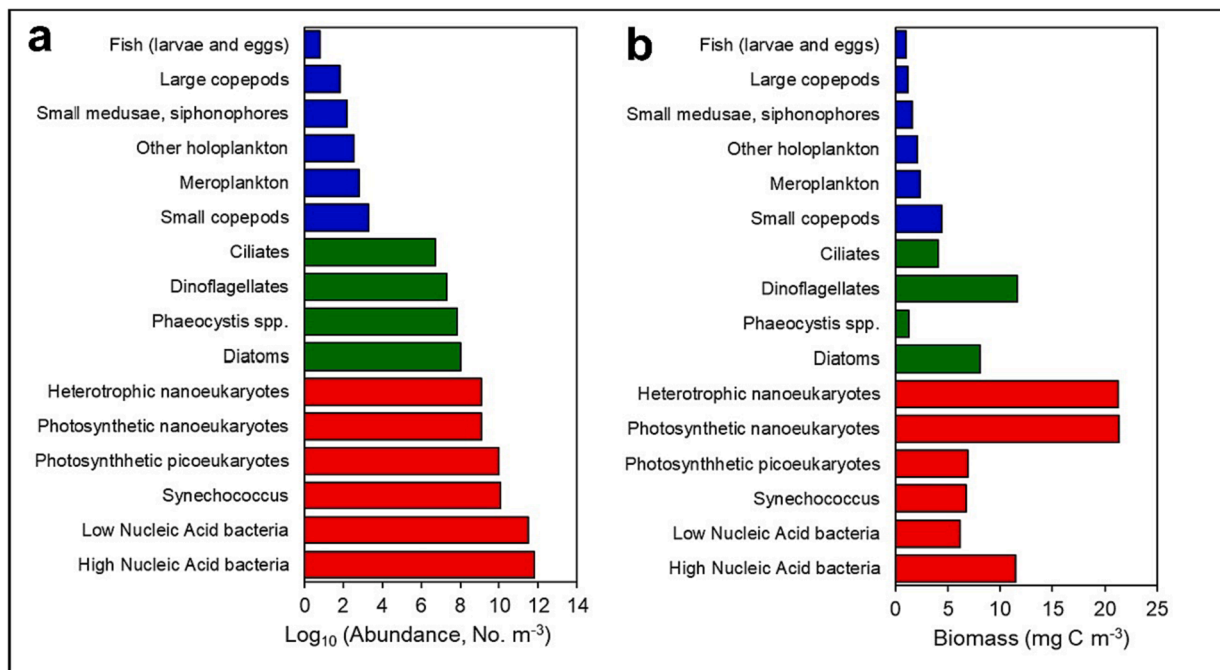 a
Fish (larvae and eggs)
Large copepods
Small medusae, siphonophores
Other holoplankton
Meroplankton
Small copepods
Ciliates
Dinoflagellates
Phaeocystis spp.
Diatoms
Heterotrophic nanoeukaryotes
Photosynthetic nanoeukaryotes
Photosynthhetic picoeukaryotes
Synechococcus
Low Nucleic Acid bacteria
High Nucleic Acid bacteria
0 2 4 6 8 10 12 14
Log₁₀ (Abundance, No. m⁻³)
b
Fish (larvae and eggs)
Large copepods
Small medusae, siphonophores
Other holoplankton
Meroplankton
Small copepods
Ciliates
Dinoflagellates
Phaeocystis spp.
Diatoms
Heterotrophic nanoeukaryotes
Photosynthetic nanoeukaryotes
Photosynthhetic picoeukaryotes
Synechococcus
Low Nucleic Acid bacteria
High Nucleic Acid bacteria
0 5 10 15 20 25
Biomass (mg C m⁻³)